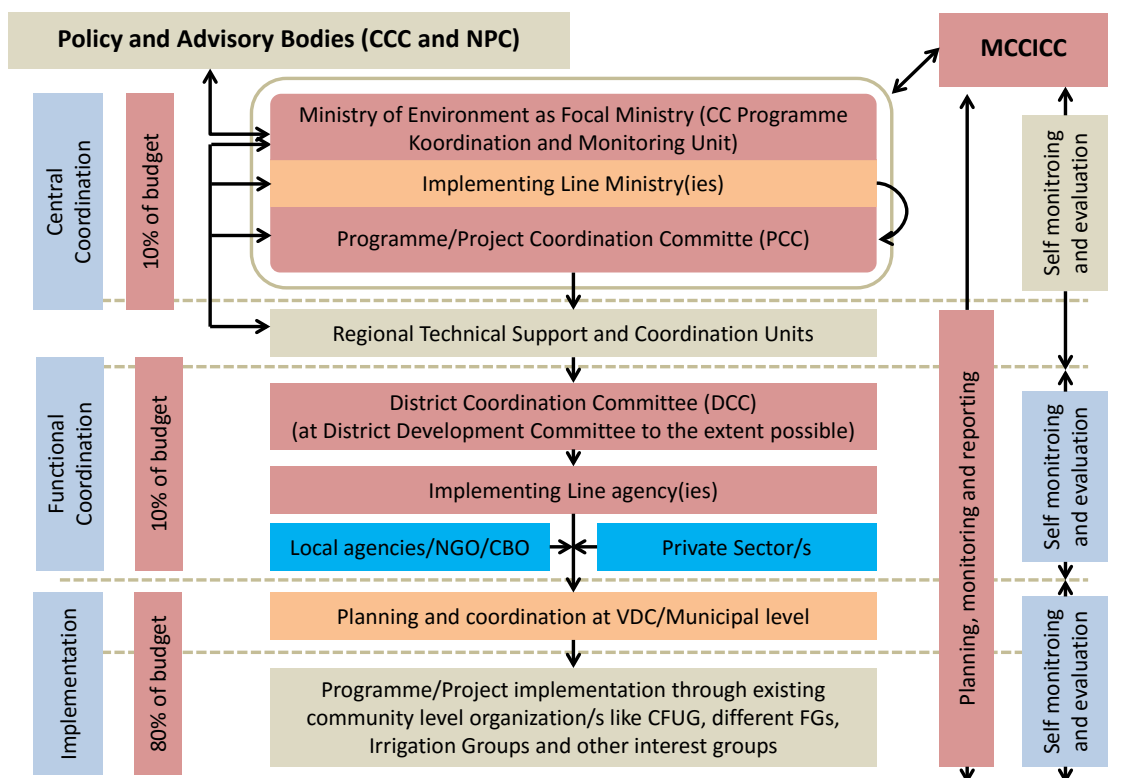 Policy and Advisory Bodies (CCC and NPC)
MCCICC
Central
Coordination
10% of budget
Ministry of Environment as Focal Ministry (CC Programme
Koordination and Monitoring Unit)
Implementing Line Ministry(ies)
Programme/Project Coordination Committe (PCC)
Self monitroing
and evaluation
Regional Technical Support and Coordination Units
Functional
Coordination
10% of budget
District Coordination Committee (DCC)
(at District Development Committee to the extent possible)
Implementing Line agency(ies)
Local agencies/NGO/CBO
Private Sector/s
Planning, monitoring and reporting
Self monitroing
and evaluation
Implementation
80% of budget
Planning and coordination at VDC/Municipal level
Programme/Project implementation through existing
community level organization/s like CFUG, different FGs,
Irrigation Groups and other interest groups
Self monitroing
and evaluation